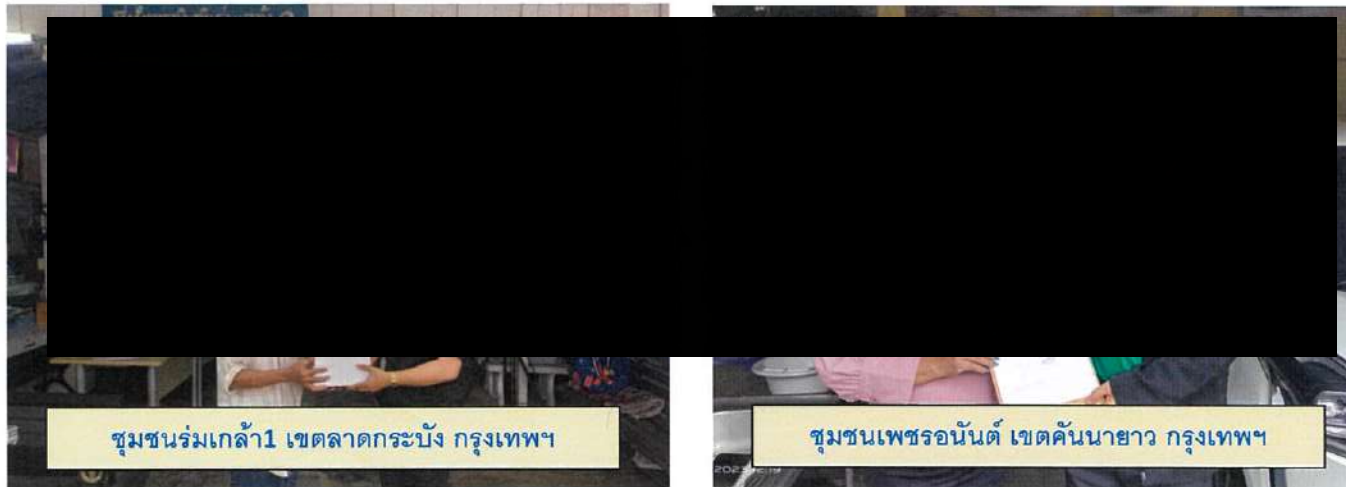 ชุมชนร่มเกล้า1 เขตลาดกระบัง กรุงเทพฯ
ชุมชนเพชรอนันต์ เขตคันนายาว กรุงเทพฯ